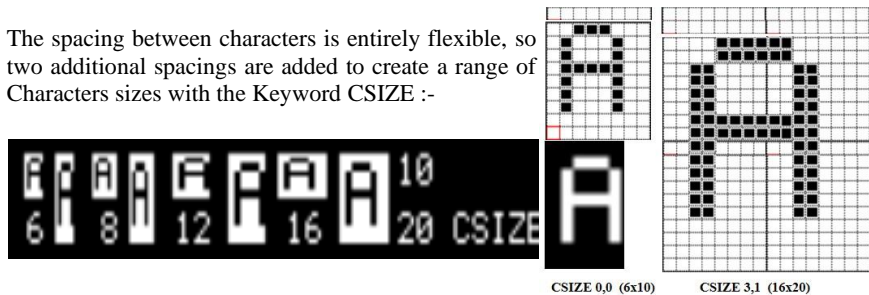 The spacing between characters is entirely flexible, so
two additional spacings are added to create a range of
Characters sizes with the Keyword CSIZE :-
A A A A A A A A 10
6 8 12 16 20 CSIZE
A
CSIZE 0,0 (6x10) CSIZE 3,1 (16x20)